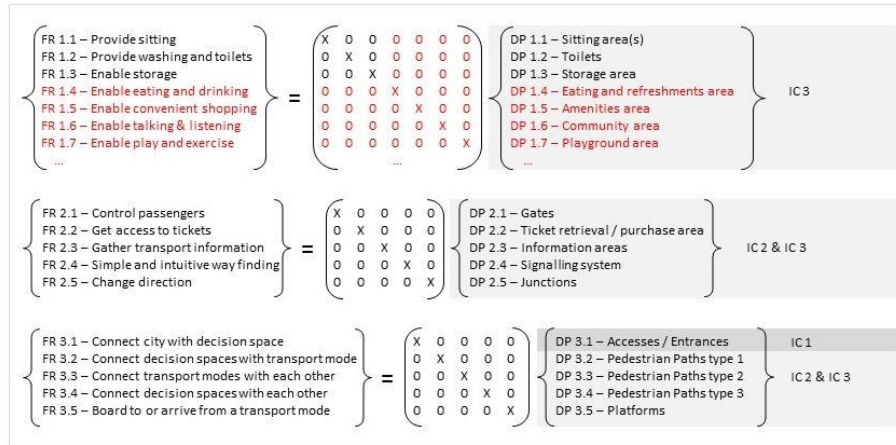 FR 1.1 – Provide sitting X 0 0 0 0 0 0 DP 1.1 – Sitting area(s)
FR 1.2 – Provide washing and toilets 0 X 0 0 0 0 0 DP 1.2 – Toilets
FR 1.3 – Enable storage 0 0 X 0 0 0 0 DP 1.3 – Storage area
FR 1.4 – Enable eating and drinking = 0 0 0 X 0 0 0 DP 1.4 – Eating and refreshments area IC 3
FR 1.5 – Enable convenient shopping 0 0 0 0 X 0 0 DP 1.5 – Amenities area
FR 1.6 – Enable talking & listening 0 0 0 0 0 X 0 DP 1.6 – Community area
FR 1.7 – Enable play and exercise 0 0 0 0 0 0 X DP 1.7 – Playground area
... ... ...
FR 2.1 – Control passengers X 0 0 0 0 DP 2.1 – Gates
FR 2.2 – Get access to tickets 0 X 0 0 0 DP 2.2 – Ticket retrieval / purchase area
FR 2.3 – Gather transport information = 0 0 X 0 0 DP 2.3 – Information areas IC 2 & IC 3
FR 2.4 – Simple and intuitive way finding 0 0 0 X 0 DP 2.4 – Signalling system
FR 2.5 – Change direction 0 0 0 0 X DP 2.5 – Junctions
FR 3.1 – Connect city with decision space X 0 0 0 0 DP 3.1 – Accesses / Entrances IC 1
FR 3.2 – Connect decision spaces with transport mode 0 X 0 0 0 DP 3.2 – Pedestrian Paths type 1
FR 3.3 – Connect transport modes with each other = 0 0 X 0 0 DP 3.3 – Pedestrian Paths type 2 IC 2 & IC 3
FR 3.4 – Connect decision spaces with each other 0 0 0 X 0 DP 3.4 – Pedestrian Paths type 3
FR 3.5 – Board to or arrive from a transport mode 0 0 0 0 X DP 3.5 – Platforms